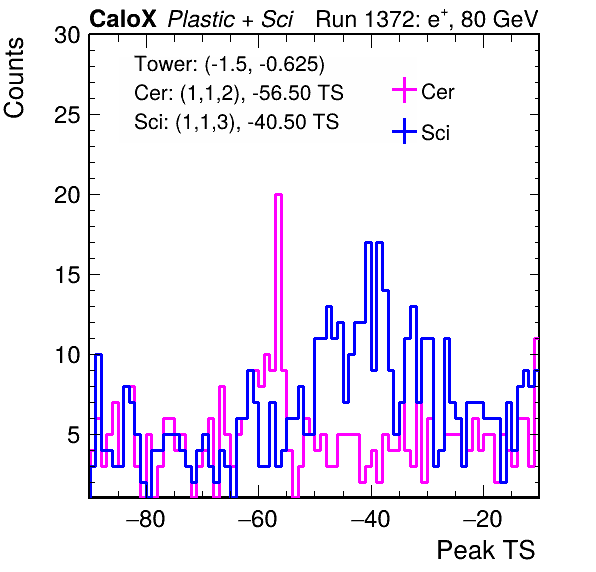 CaloX Plastic + Sci Run 1372: e⁺, 80 GeV
Counts
30
25
20
15
10
5
Tower: (-1.5, -0.625)
Cer: (1,1,2), -56.50 TS
Sci: (1,1,3), -40.50 TS
Cer
Sci
−80 −60 −40 −20
Peak TS